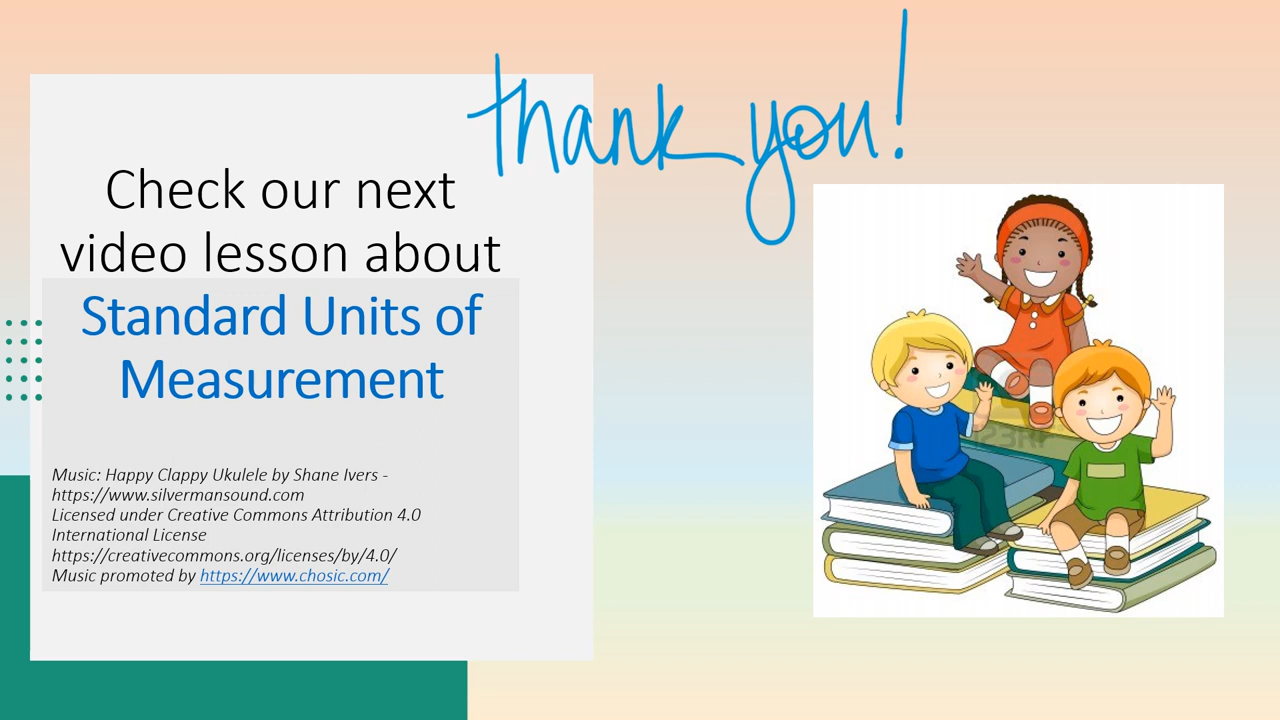 thank you!
Check our next
video lesson about
Standard Units of
Measurement
Music: Happy Clappy Ukulele by Shane Ivers -
https://www.silvermansound.com
Licensed under Creative Commons Attribution 4.0
International License
https://creativecommons.org/licenses/by/4.0/
Music promoted by https://www.chosic.com/